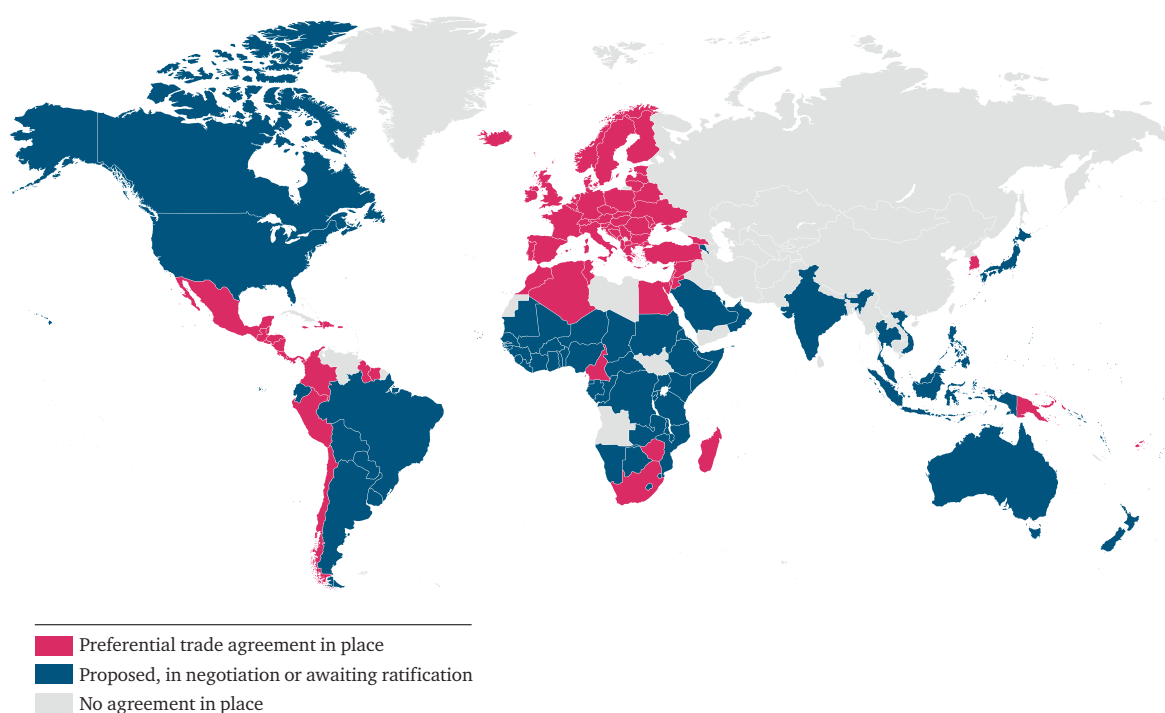 Preferential trade agreement in place
Proposed, in negotiation or awaiting ratification
No agreement in place